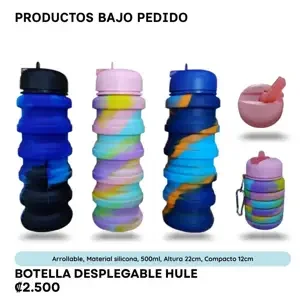 PRODUCTOS BAJO PEDIDO
Arrollable, Material silicona, 500ml, Altura 22cm, Compacto 12cm
BOTELLA DESPLEGABLE HULE
₡2.500